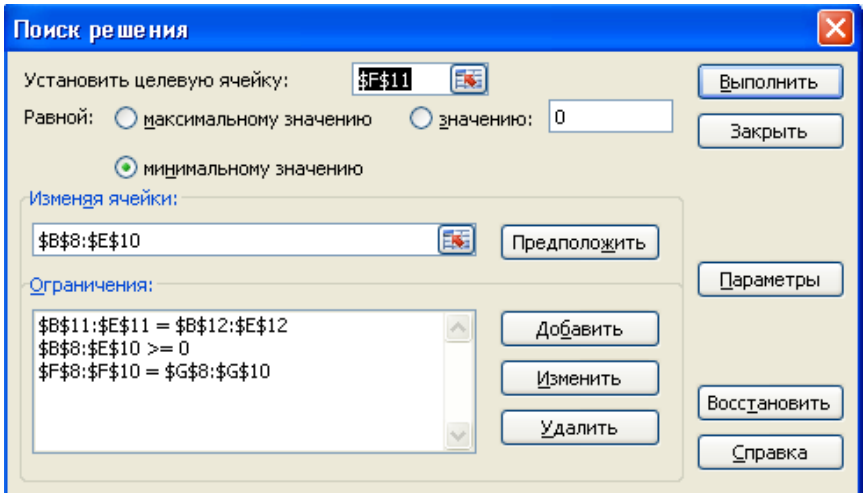 Поиск решения
Установить целевую ячейку: $F$11 Выполнить
Равной: максимальному значению значению: 0 Закрыть
минимальному значению
Изменяя ячейки:
$B$8:$E$10 Предположить
Ограничения: Параметры
$B$11:$E$11 = $B$12:$E$12 Добавить
$B$8:$E$10 >= 0
$F$8:$F$10 = $G$8:$G$10 Изменить
Восстановить
Удалить
Справка